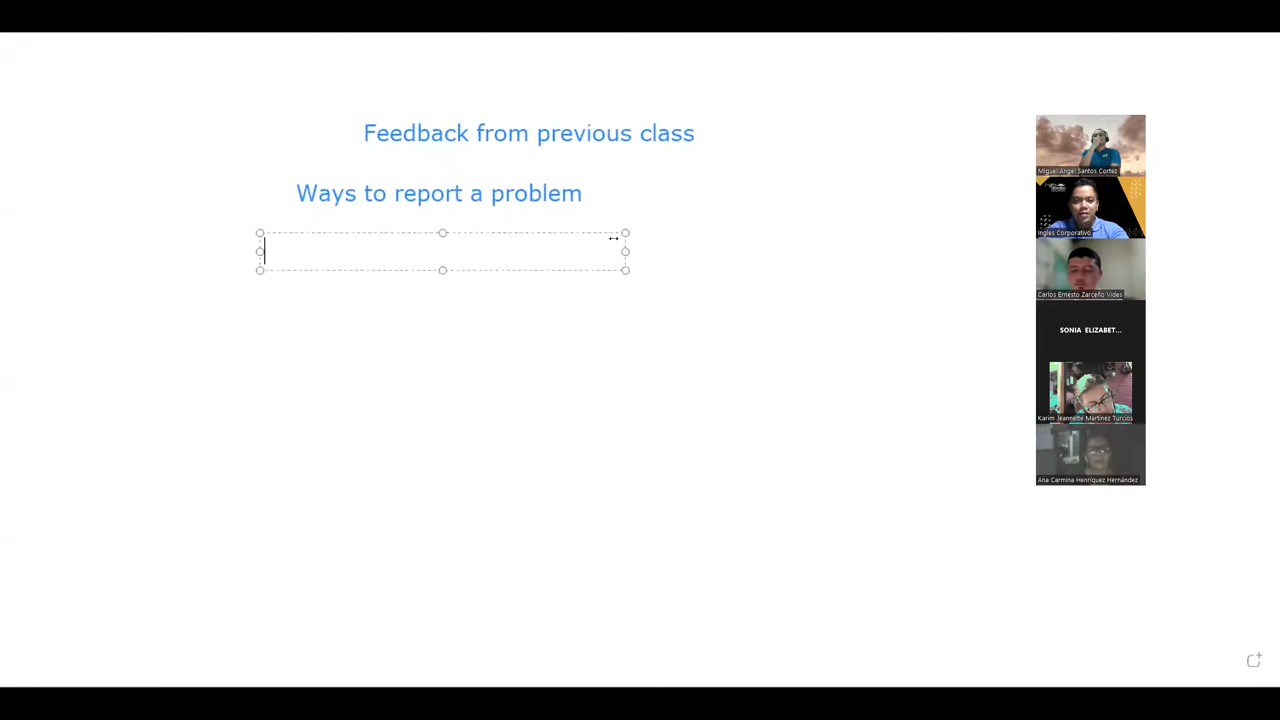 Feedback from previous class
Ways to report a problem
Miguel Angel Santos Cortez
Ingles Corporativo
Carlos Ernesto Zarceño Vides
SONIA ELIZABET...
Karim Jeannette Martinez Turcios
Ana Carmina Henríquez Hernández